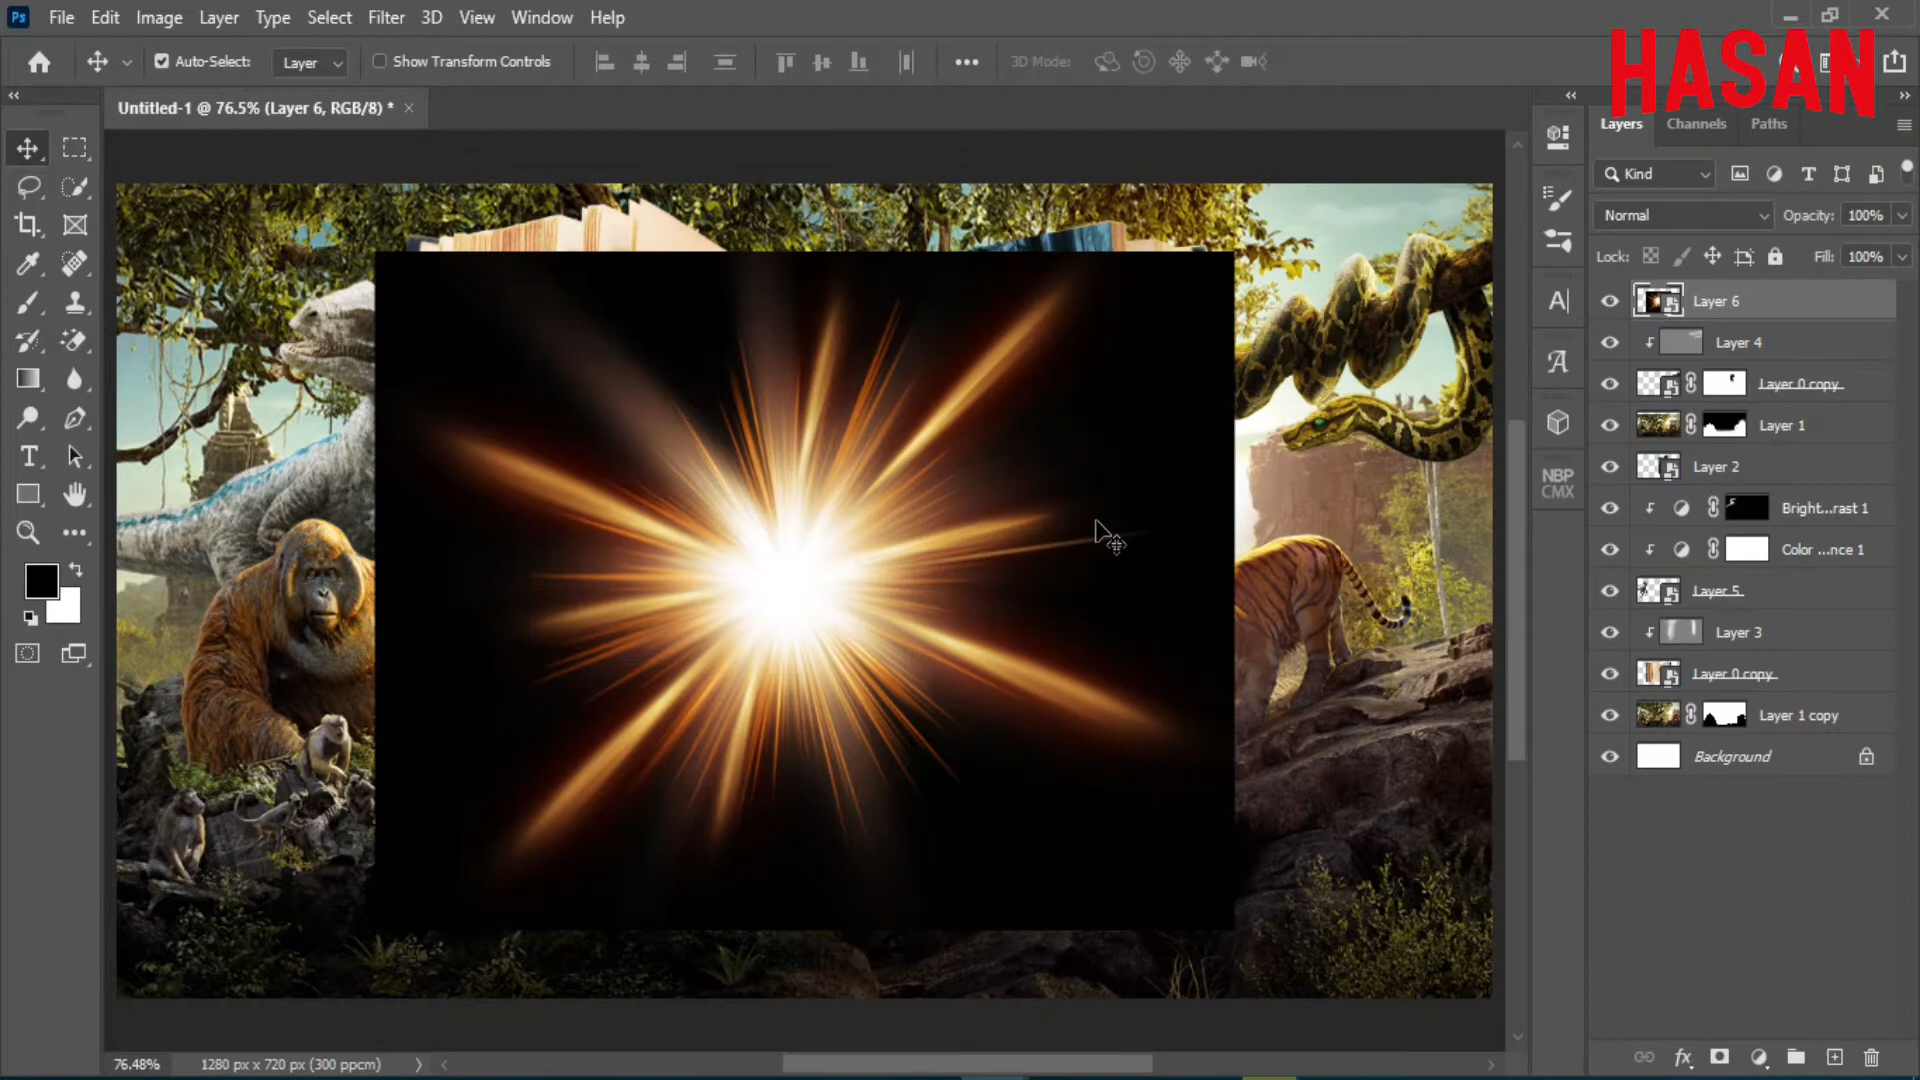 Ps File Edit Image Layer Type Select Filter 3D View Window Help
Auto-Select: Layer Show Transform Controls 3D Mode:
HASAN
Untitled-1 @ 76.5% (Layer 6, RGB/8) *
Layers Channels Paths
Kind
Normal Opacity: 100%
Lock: Fill: 100%
Layer 6
Layer 4
Layer 0 copy
Layer 1
Layer 2
Bright...rast 1
Color ...nce 1
Layer 5
Layer 3
Layer 0 copy
Layer 1 copy
Background
NBP
CMX
76.48% 1280 px x 720 px (300 ppcm)